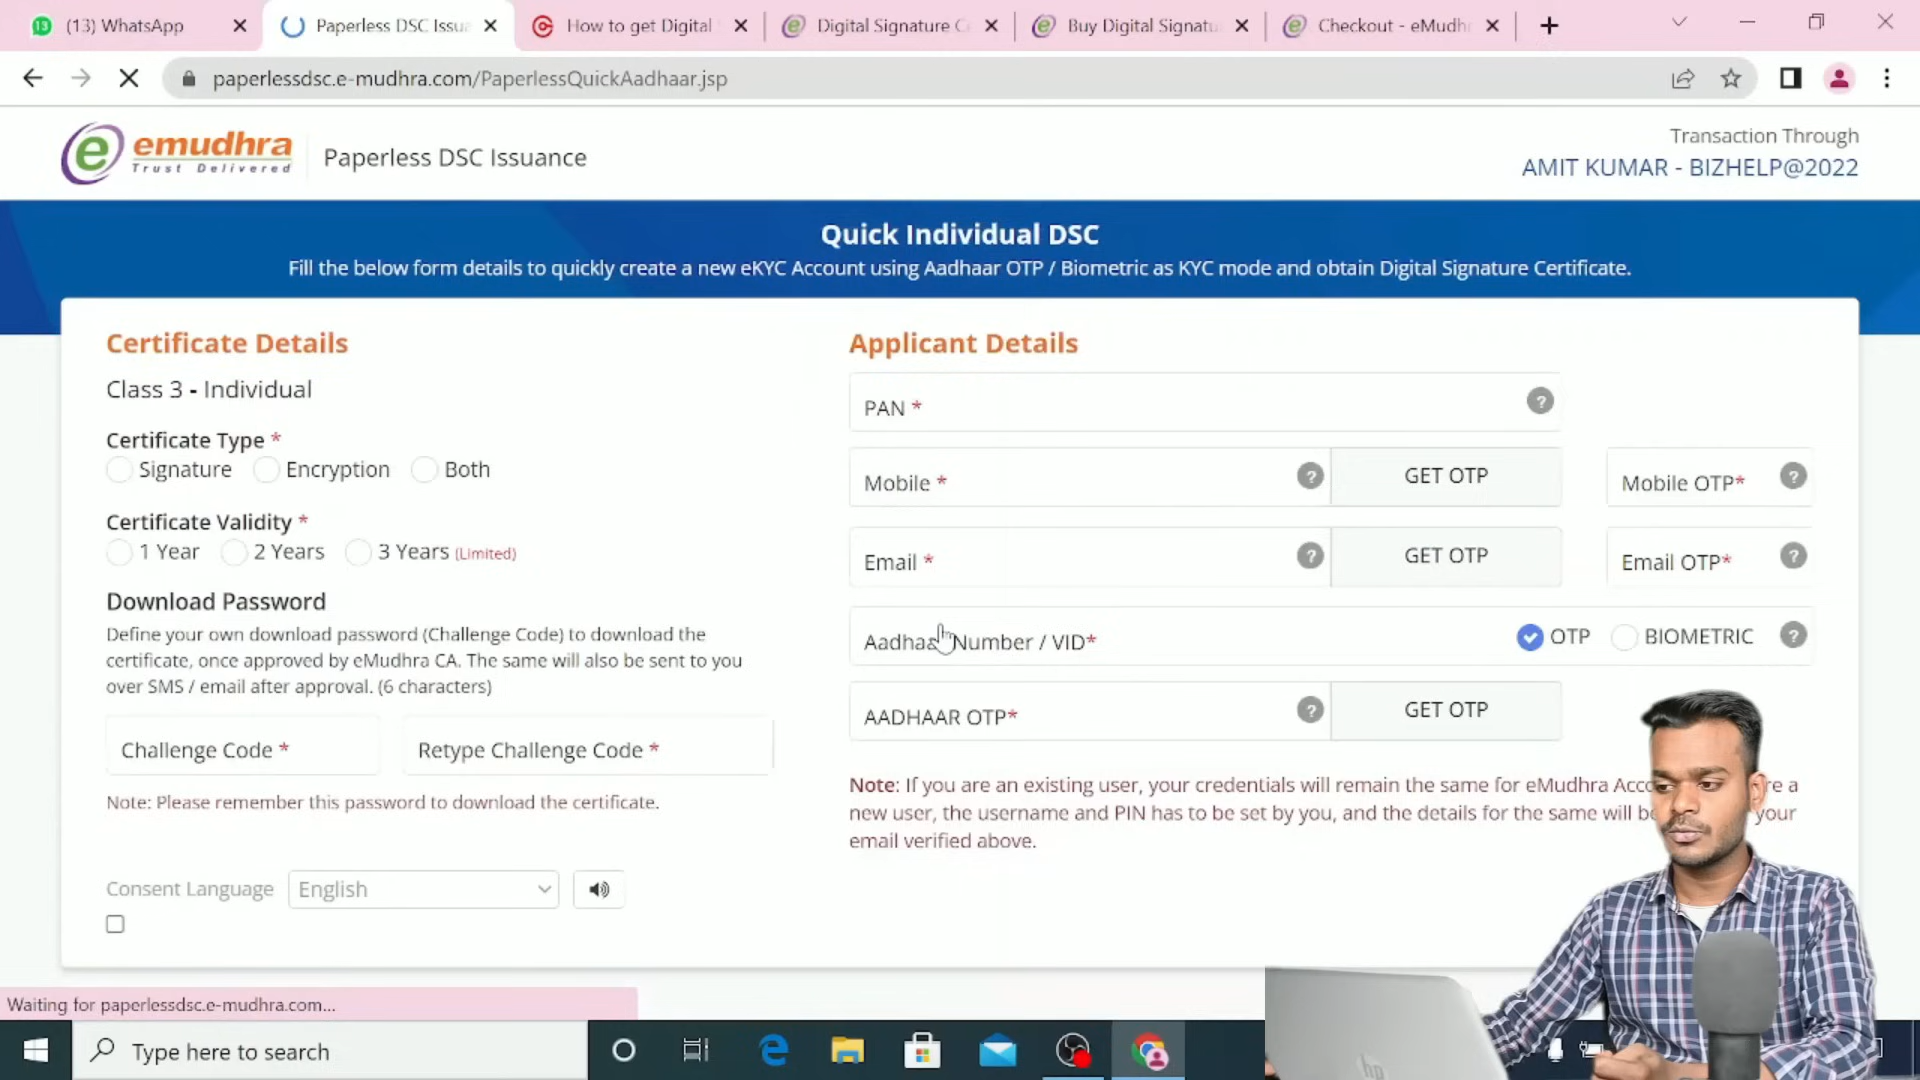 13 (13) WhatsApp
Paperless DSC Issua
How to get Digital
Digital Signature C
Buy Digital Signatu
Checkout - eMudh
paperlessdsc.e-mudhra.com/PaperlessQuickAadhaar.jsp
emudhra
Trust Delivered
Paperless DSC Issuance
Transaction Through
AMIT KUMAR - BIZHELP@2022
Quick Individual DSC
Fill the below form details to quickly create a new eKYC Account using Aadhaar OTP / Biometric as KYC mode and obtain Digital Signature Certificate.
Certificate Details
Class 3 - Individual
Certificate Type *
Signature Encryption Both
Certificate Validity *
1 Year 2 Years 3 Years (Limited)
Download Password
Define your own download password (Challenge Code) to download the
certificate, once approved by eMudhra CA. The same will also be sent to you
over SMS / email after approval. (6 characters)
Challenge Code * Retype Challenge Code *
Note: Please remember this password to download the certificate.
Consent Language English
Applicant Details
PAN * ?
Mobile * ? GET OTP Mobile OTP* ?
Email * ? GET OTP Email OTP* ?
Aadhaar Number / VID* OTP BIOMETRIC ?
AADHAAR OTP* ? GET OTP
Note: If you are an existing user, your credentials will remain the same for eMudhra a
new user, the username and PIN has to be set by you, and the details for the same will your
email verified above.
Waiting for paperlessdsc.e-mudhra.com...
Type here to search
hp